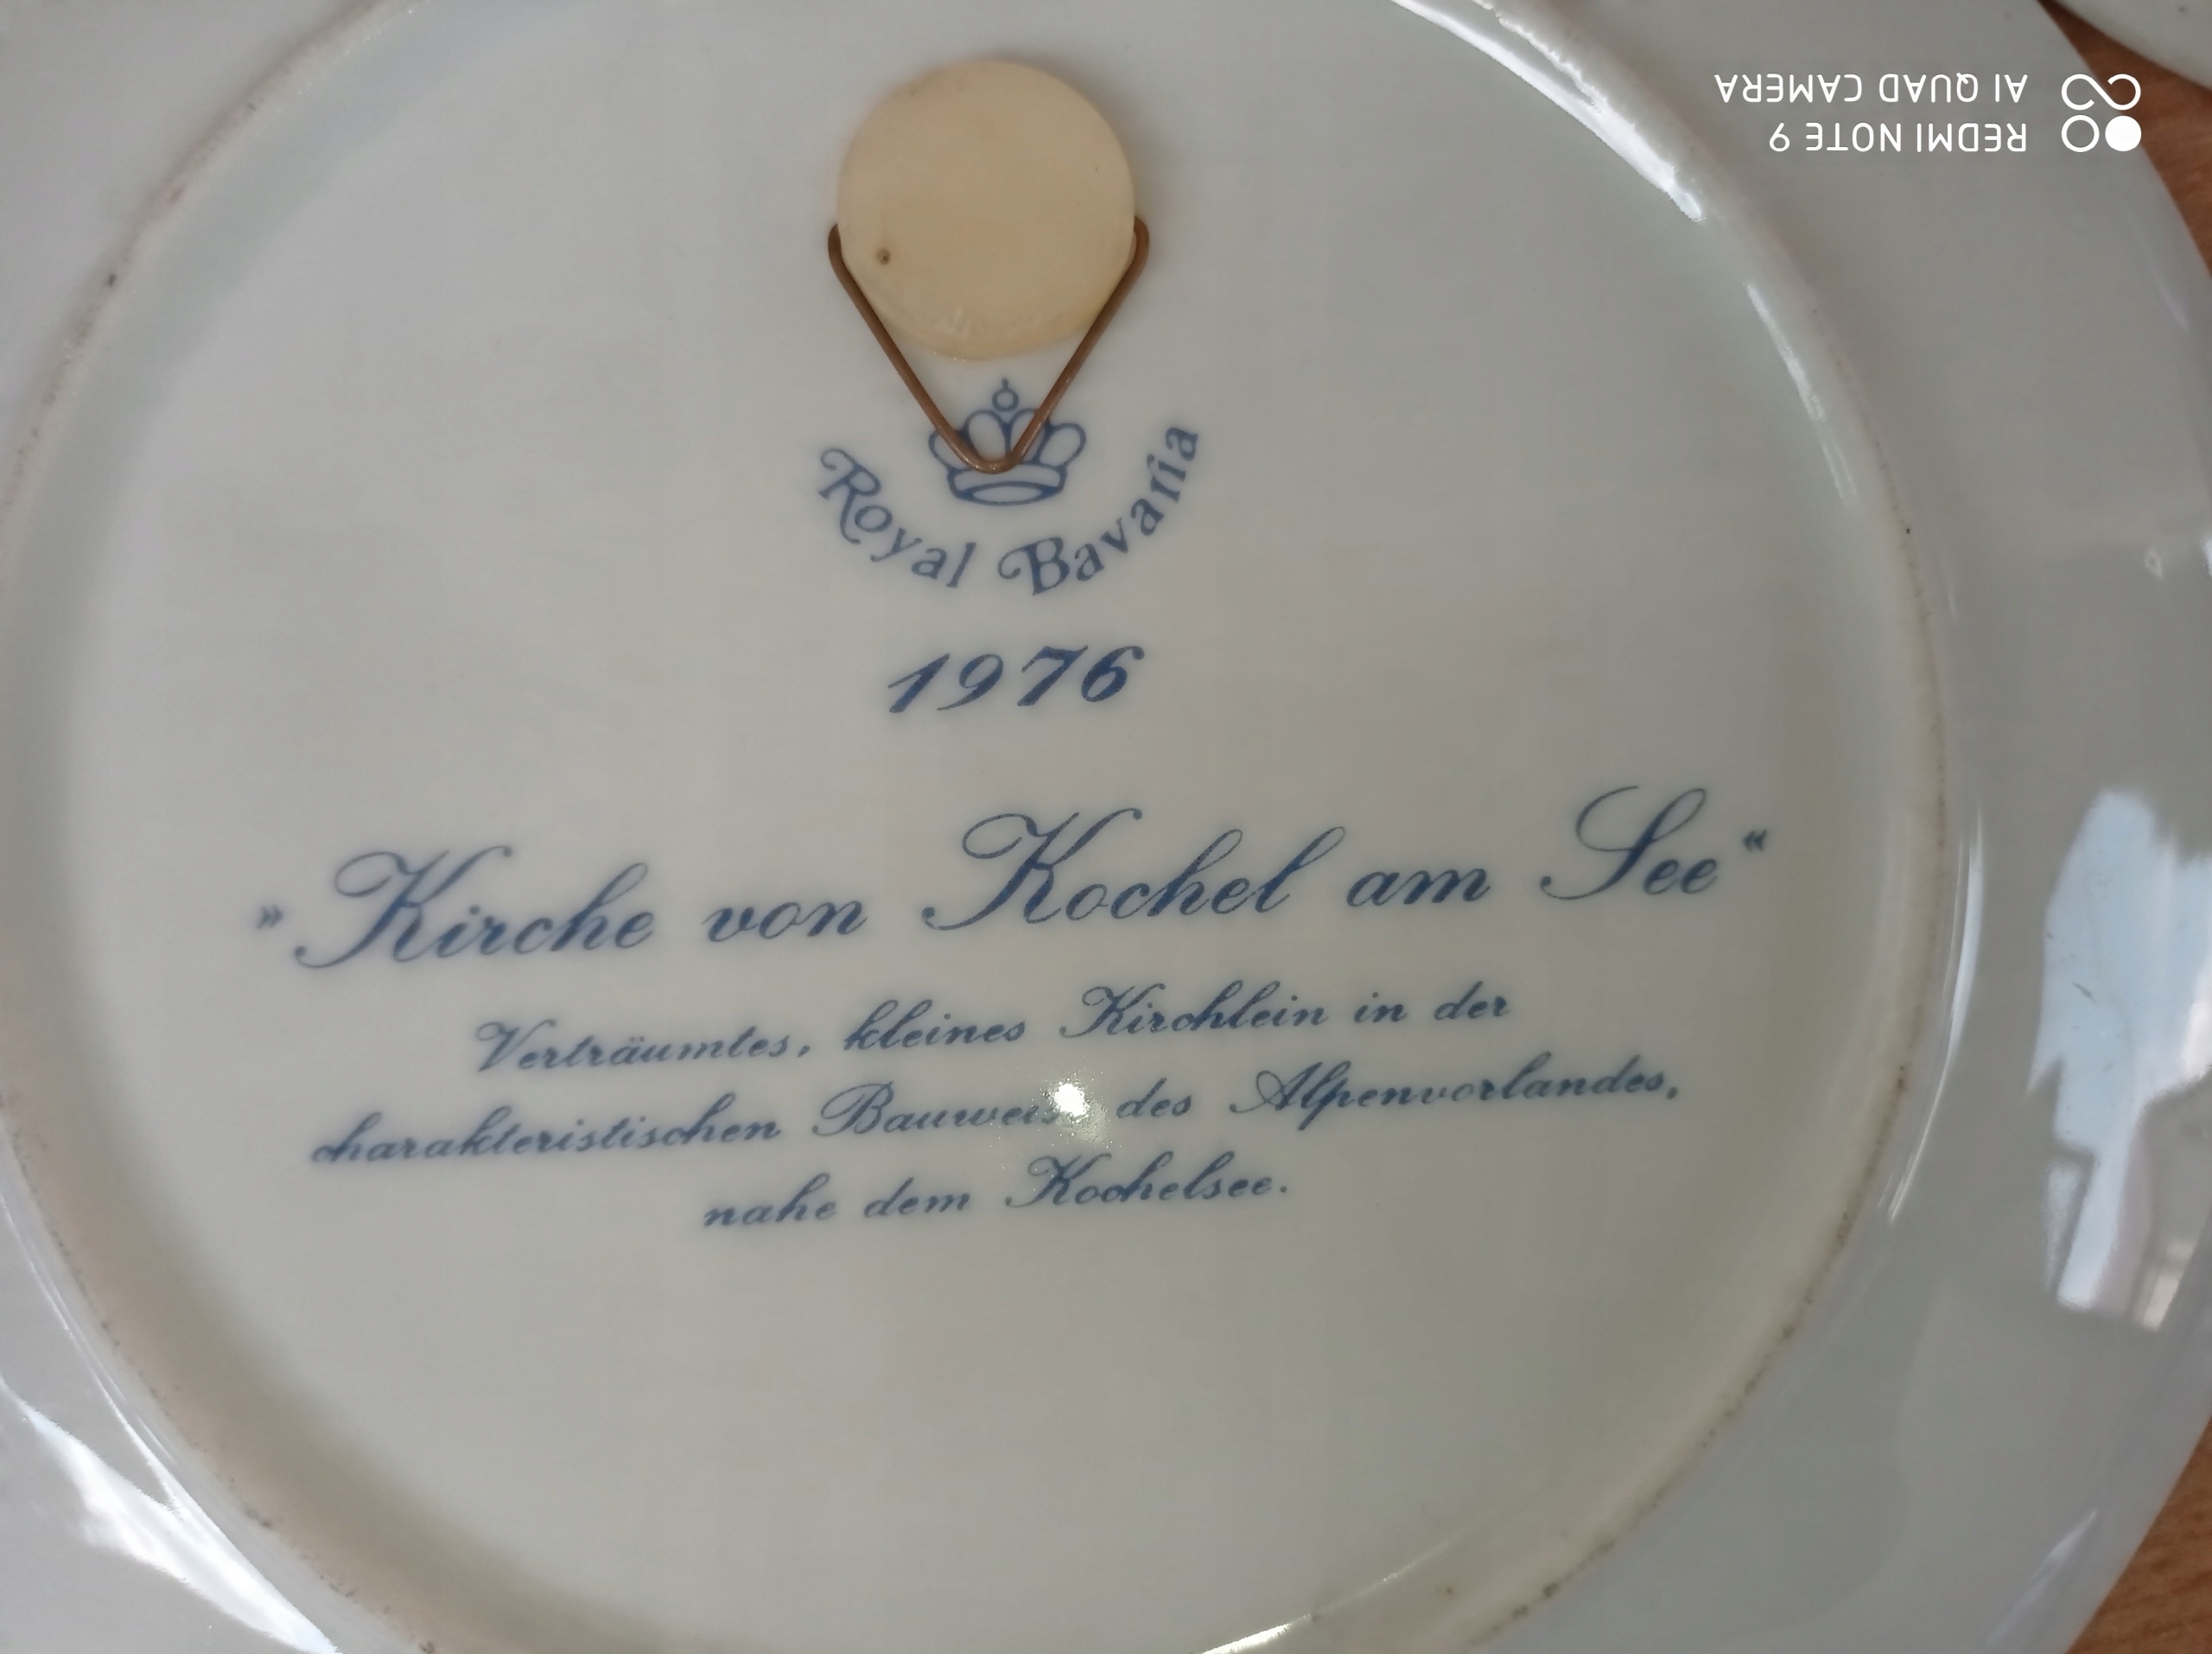 Royal Bavaria
1976
»Kirche von Kochel am See«
Verträumtes, kleines Kirchlein in der
charakteristischen Bauweise des Alpenvorlandes,
nahe dem Kochelsee.
REDMI NOTE 9
AI QUAD CAMERA